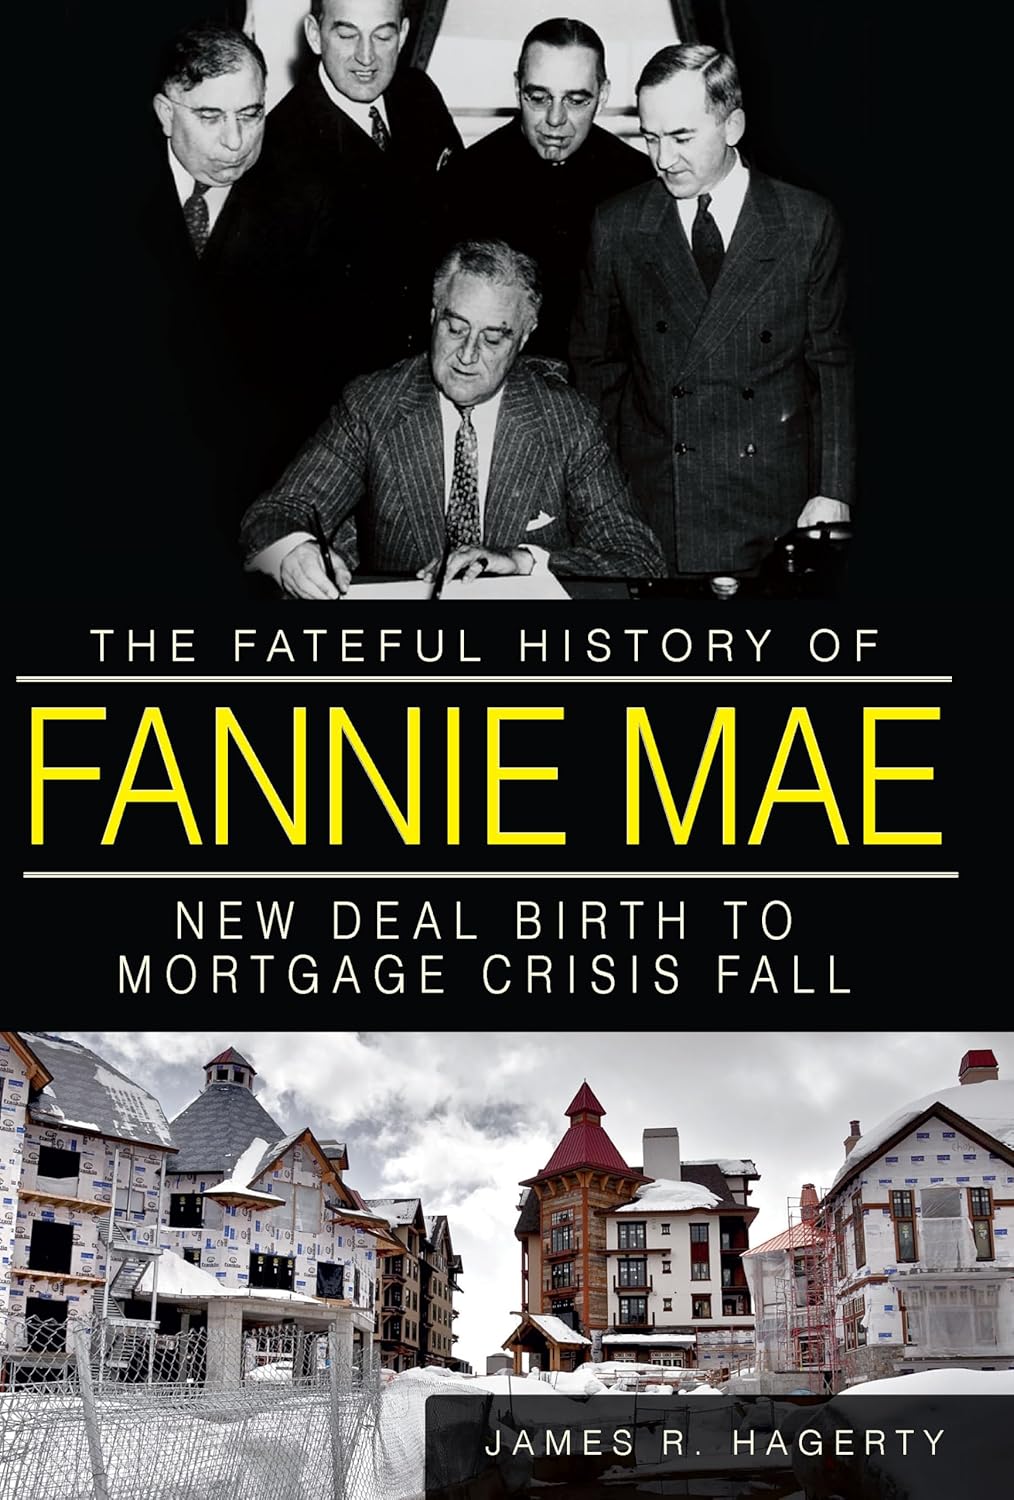 THE FATEFUL HISTORY OF
FANNIE MAE
NEW DEAL BIRTH TO
MORTGAGE CRISIS FALL
JAMES R. HAGERTY